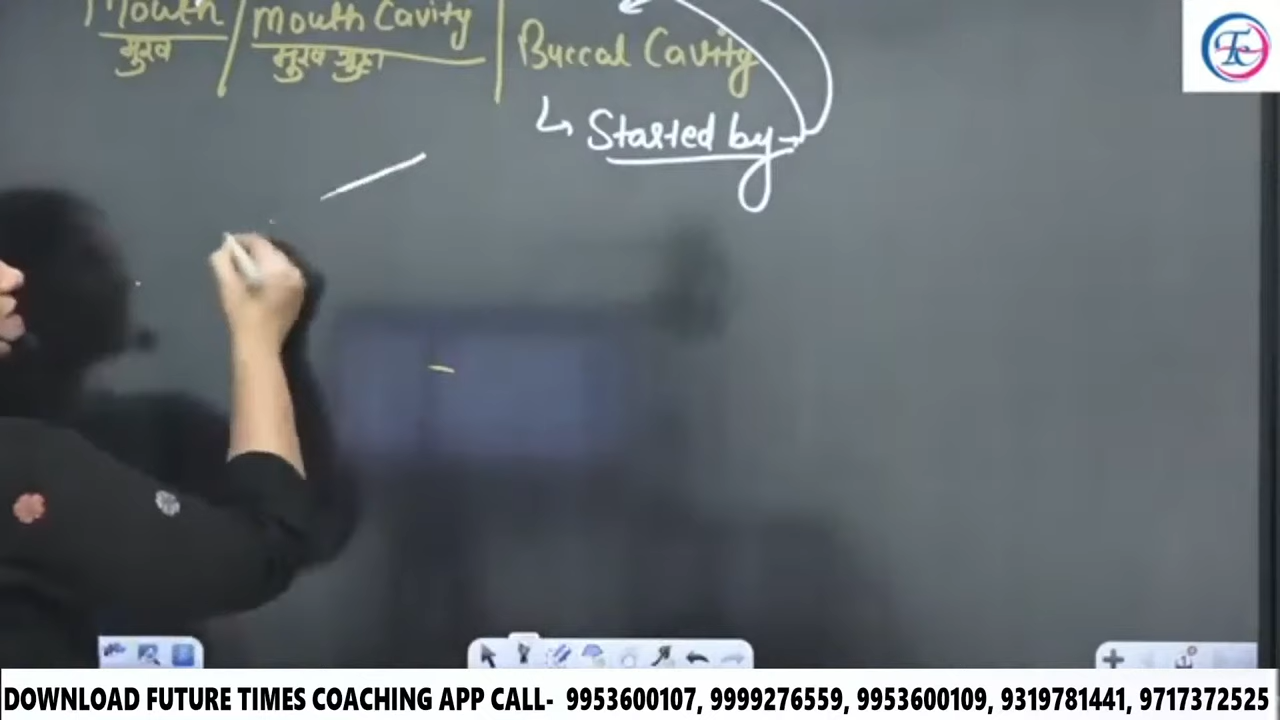 Mouth / Mouth Cavity | Buccal Cavity
मुख मुख गुहा
↳ Started by →
DOWNLOAD FUTURE TIMES COACHING APP CALL- 9953600107, 9999276559, 9953600109, 9319781441, 9717372525